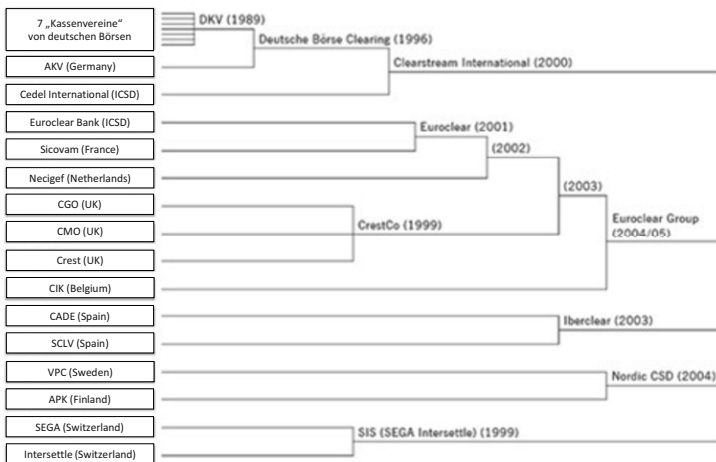 7 „Kassenvereine“
von deutschen Börsen
DKV (1989)
Deutsche Börse Clearing (1996)
AKV (Germany)
Clearstream International (2000)
Cedel International (ICSD)
Euroclear Bank (ICSD)
Euroclear (2001)
Sicovam (France)
(2002)
Necigef (Netherlands)
(2003)
CGO (UK)
CMO (UK)
CrestCo (1999)
Euroclear Group
(2004/05)
Crest (UK)
CIK (Belgium)
CADE (Spain)
Iberclear (2003)
SCLV (Spain)
VPC (Sweden)
Nordic CSD (2004)
APK (Finland)
SEGA (Switzerland)
SIS (SEGA Intersettle) (1999)
Intersettle (Switzerland)